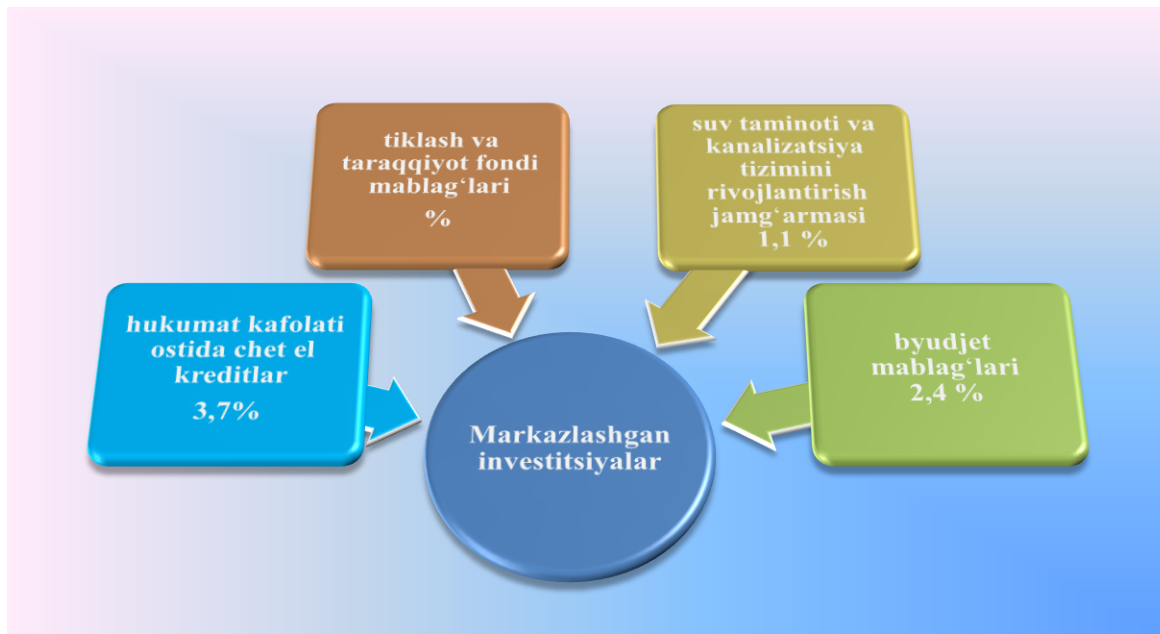 tiklash va
taraqqiyot fondi
mablag‘lari
%
suv taminoti va
kanalizatsiya
tizimini
rivojlantirish
jamg‘armasi
1,1 %
hukumat kafolati
ostida chet el
kreditlar
3,7%
byudjet
mablag‘lari
2,4 %
Markazlashgan
investitsiyalar